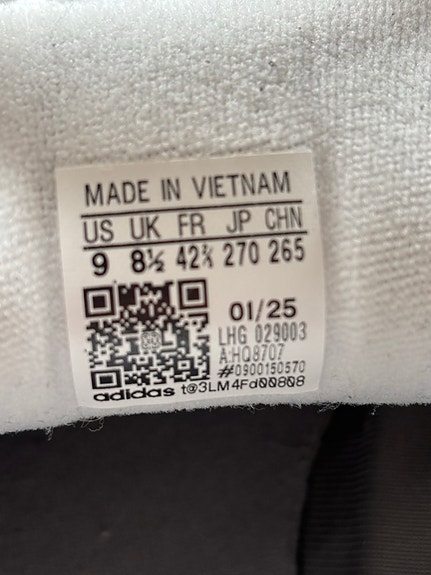 MADE IN VIETNAM
US UK FR JP CHN
9 8½ 42⅔ 270 265
01/25
LHG 029003
A:HQ8707
#0900150570
adidas t@3LM4Fd00808